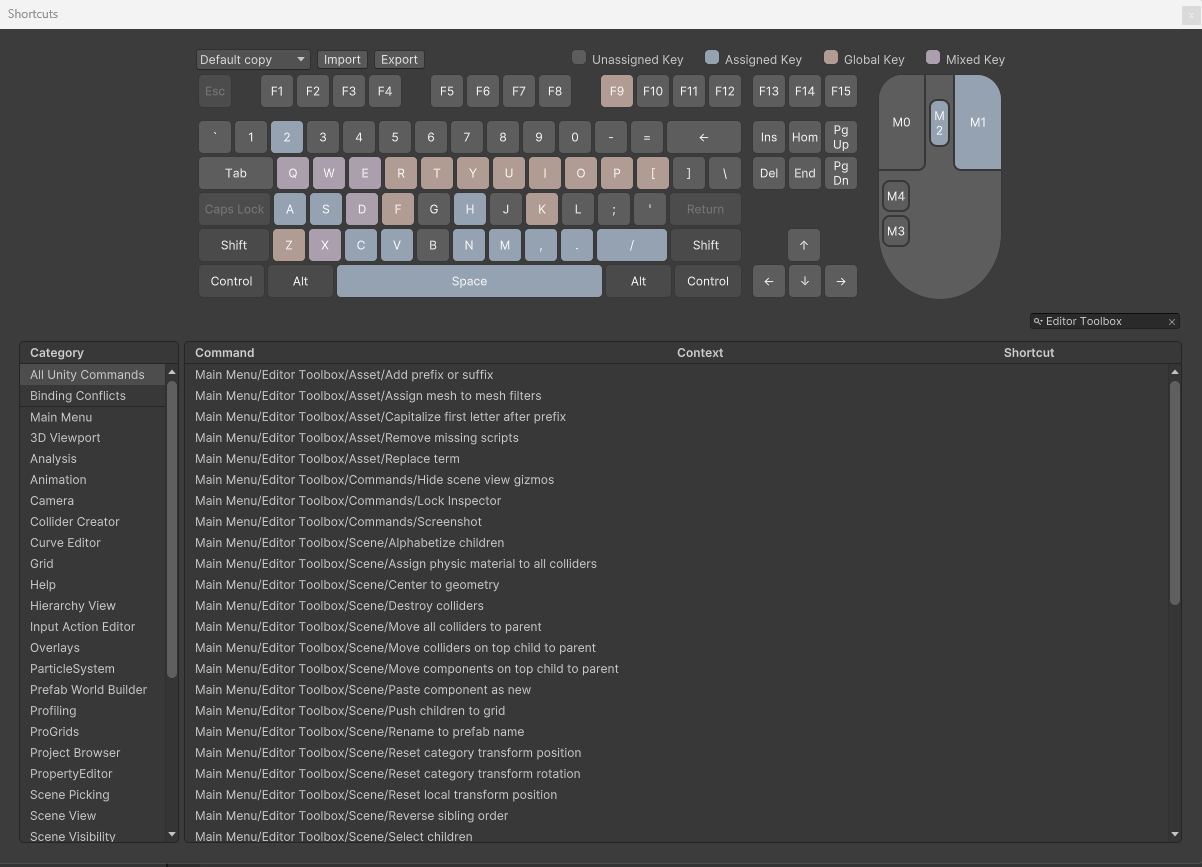 Shortcuts
x
Default copy Import Export Unassigned Key Assigned Key Global Key Mixed Key
Esc F1 F2 F3 F4 F5 F6 F7 F8 F9 F10 F11 F12 F13 F14 F15
` 1 2 3 4 5 6 7 8 9 0 - = ← Ins Hom Pg Up
Tab Q W E R T Y U I O P [ ] \ Del End Pg Dn
Caps Lock A S D F G H J K L ; ' Return
Shift Z X C V B N M , . / Shift ↑
Control Alt Space Alt Control ← ↓ →
M0 M2 M1
M4
M3
Editor Toolbox ×
Category
All Unity Commands
Binding Conflicts
Main Menu
3D Viewport
Analysis
Animation
Camera
Collider Creator
Curve Editor
Grid
Help
Hierarchy View
Input Action Editor
Overlays
ParticleSystem
Prefab World Builder
Profiling
ProGrids
Project Browser
PropertyEditor
Scene Picking
Scene View
Scene Visibility
Command Context Shortcut
Main Menu/Editor Toolbox/Asset/Add prefix or suffix
Main Menu/Editor Toolbox/Asset/Assign mesh to mesh filters
Main Menu/Editor Toolbox/Asset/Capitalize first letter after prefix
Main Menu/Editor Toolbox/Asset/Remove missing scripts
Main Menu/Editor Toolbox/Asset/Replace term
Main Menu/Editor Toolbox/Commands/Hide scene view gizmos
Main Menu/Editor Toolbox/Commands/Lock Inspector
Main Menu/Editor Toolbox/Commands/Screenshot
Main Menu/Editor Toolbox/Scene/Alphabetize children
Main Menu/Editor Toolbox/Scene/Assign physic material to all colliders
Main Menu/Editor Toolbox/Scene/Center to geometry
Main Menu/Editor Toolbox/Scene/Destroy colliders
Main Menu/Editor Toolbox/Scene/Move all colliders to parent
Main Menu/Editor Toolbox/Scene/Move colliders on top child to parent
Main Menu/Editor Toolbox/Scene/Move components on top child to parent
Main Menu/Editor Toolbox/Scene/Paste component as new
Main Menu/Editor Toolbox/Scene/Push children to grid
Main Menu/Editor Toolbox/Scene/Rename to prefab name
Main Menu/Editor Toolbox/Scene/Reset category transform position
Main Menu/Editor Toolbox/Scene/Reset category transform rotation
Main Menu/Editor Toolbox/Scene/Reset local transform position
Main Menu/Editor Toolbox/Scene/Reverse sibling order
Main Menu/Editor Toolbox/Scene/Select children